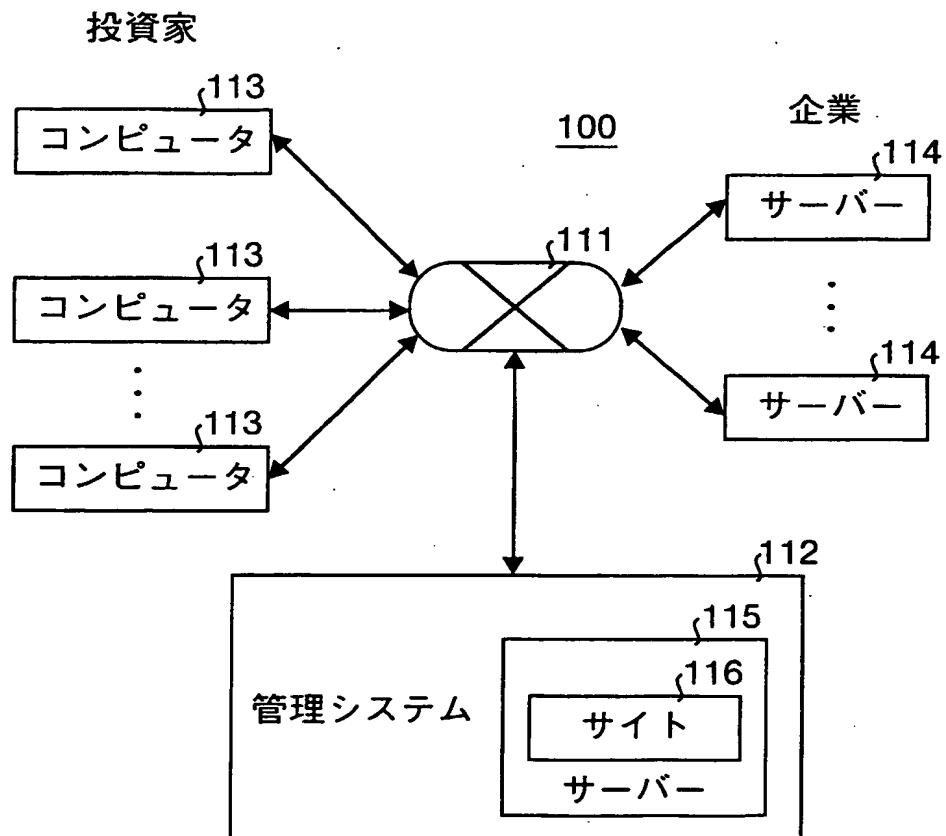 投資家
113
コンピュータ
113
コンピュータ
113
コンピュータ
100
111
企業
114
サーバー
114
サーバー
112
管理システム
115
116
サイト
サーバー